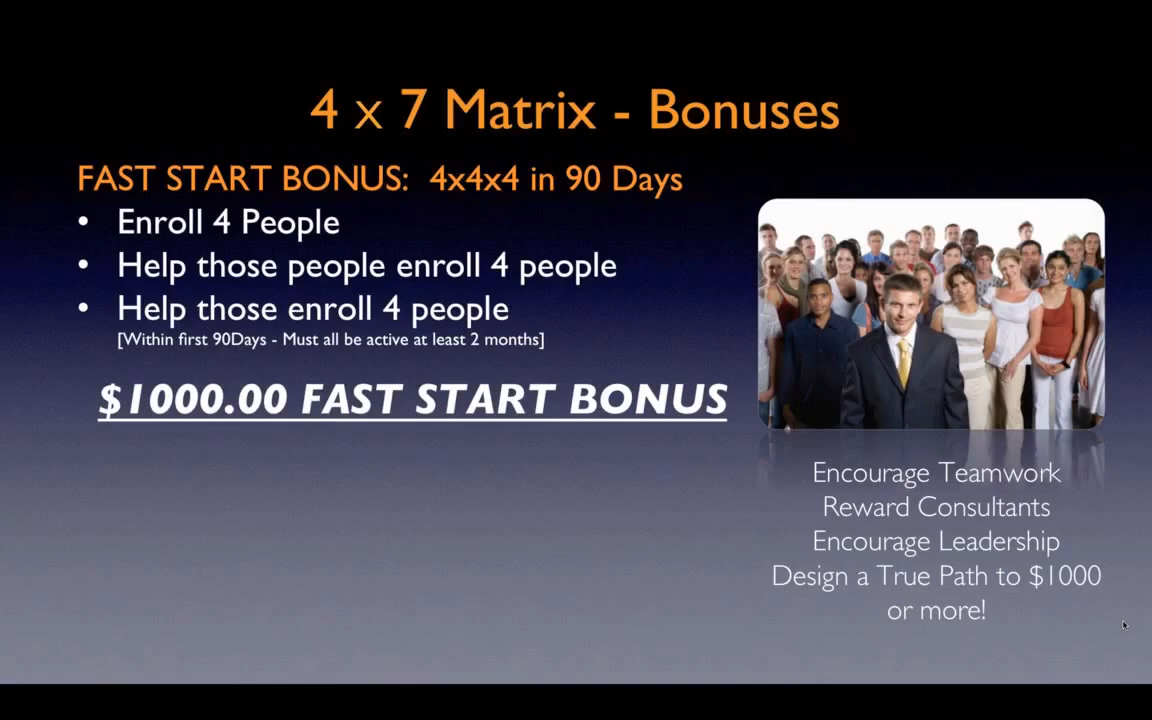 4 x 7 Matrix - Bonuses
FAST START BONUS: 4x4x4 in 90 Days
• Enroll 4 People
• Help those people enroll 4 people
• Help those enroll 4 people
[Within first 90Days - Must all be active at least 2 months]
$1000.00 FAST START BONUS
Encourage Teamwork
Reward Consultants
Encourage Leadership
Design a True Path to $1000
or more!